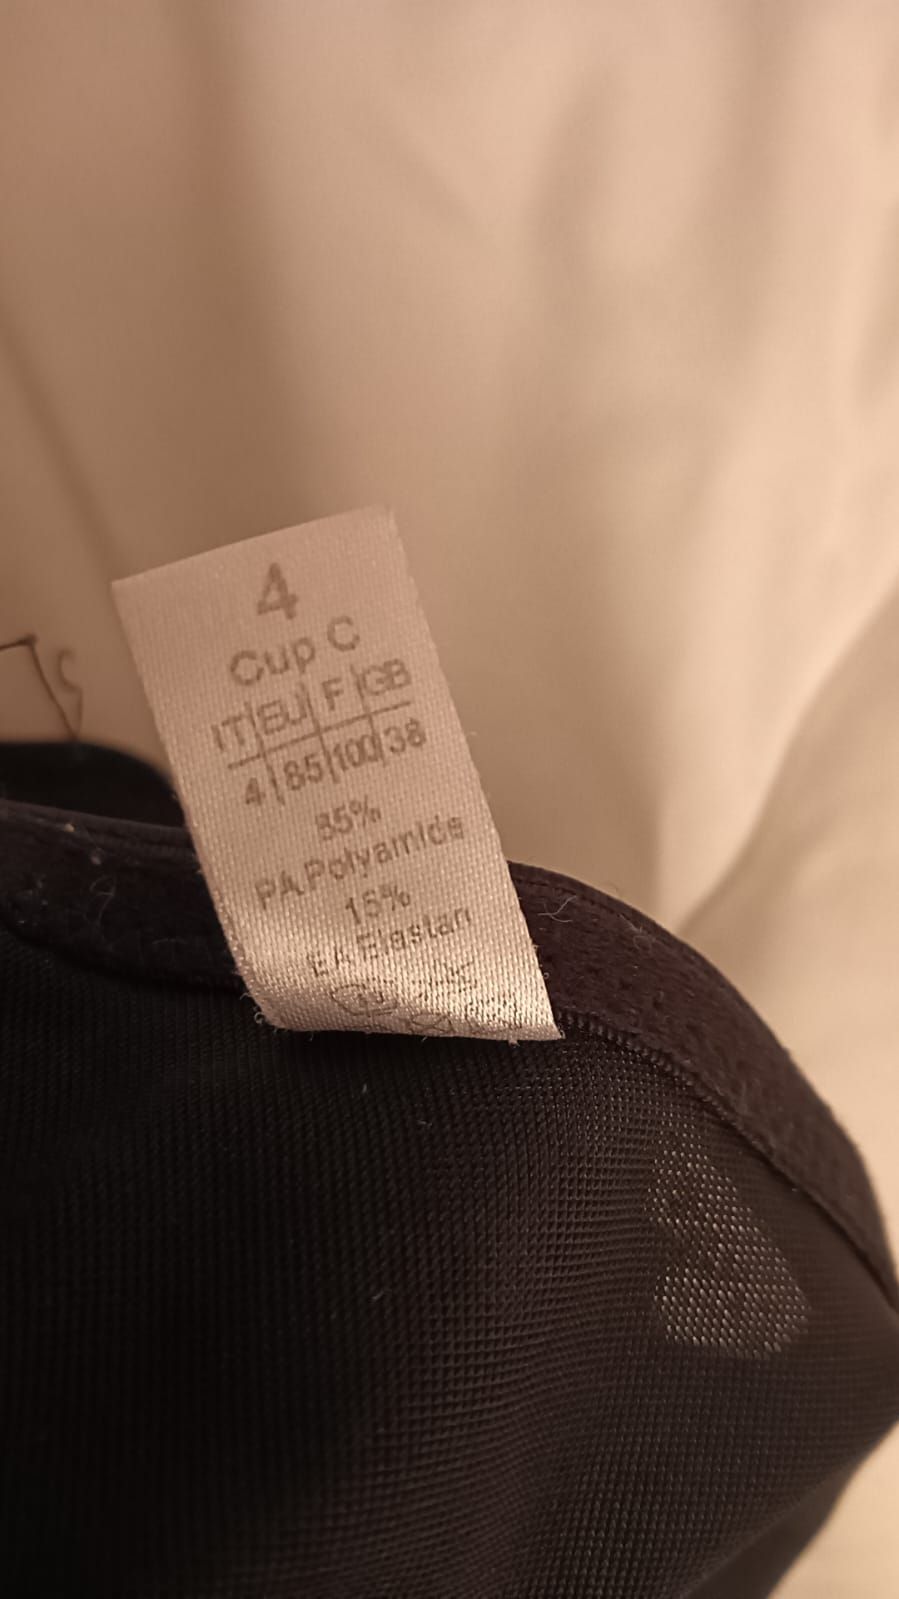 4
Cup C
IT|EU|F|GB
4|85|100|38
85%
PA Polyamide
15%
EA Elastan